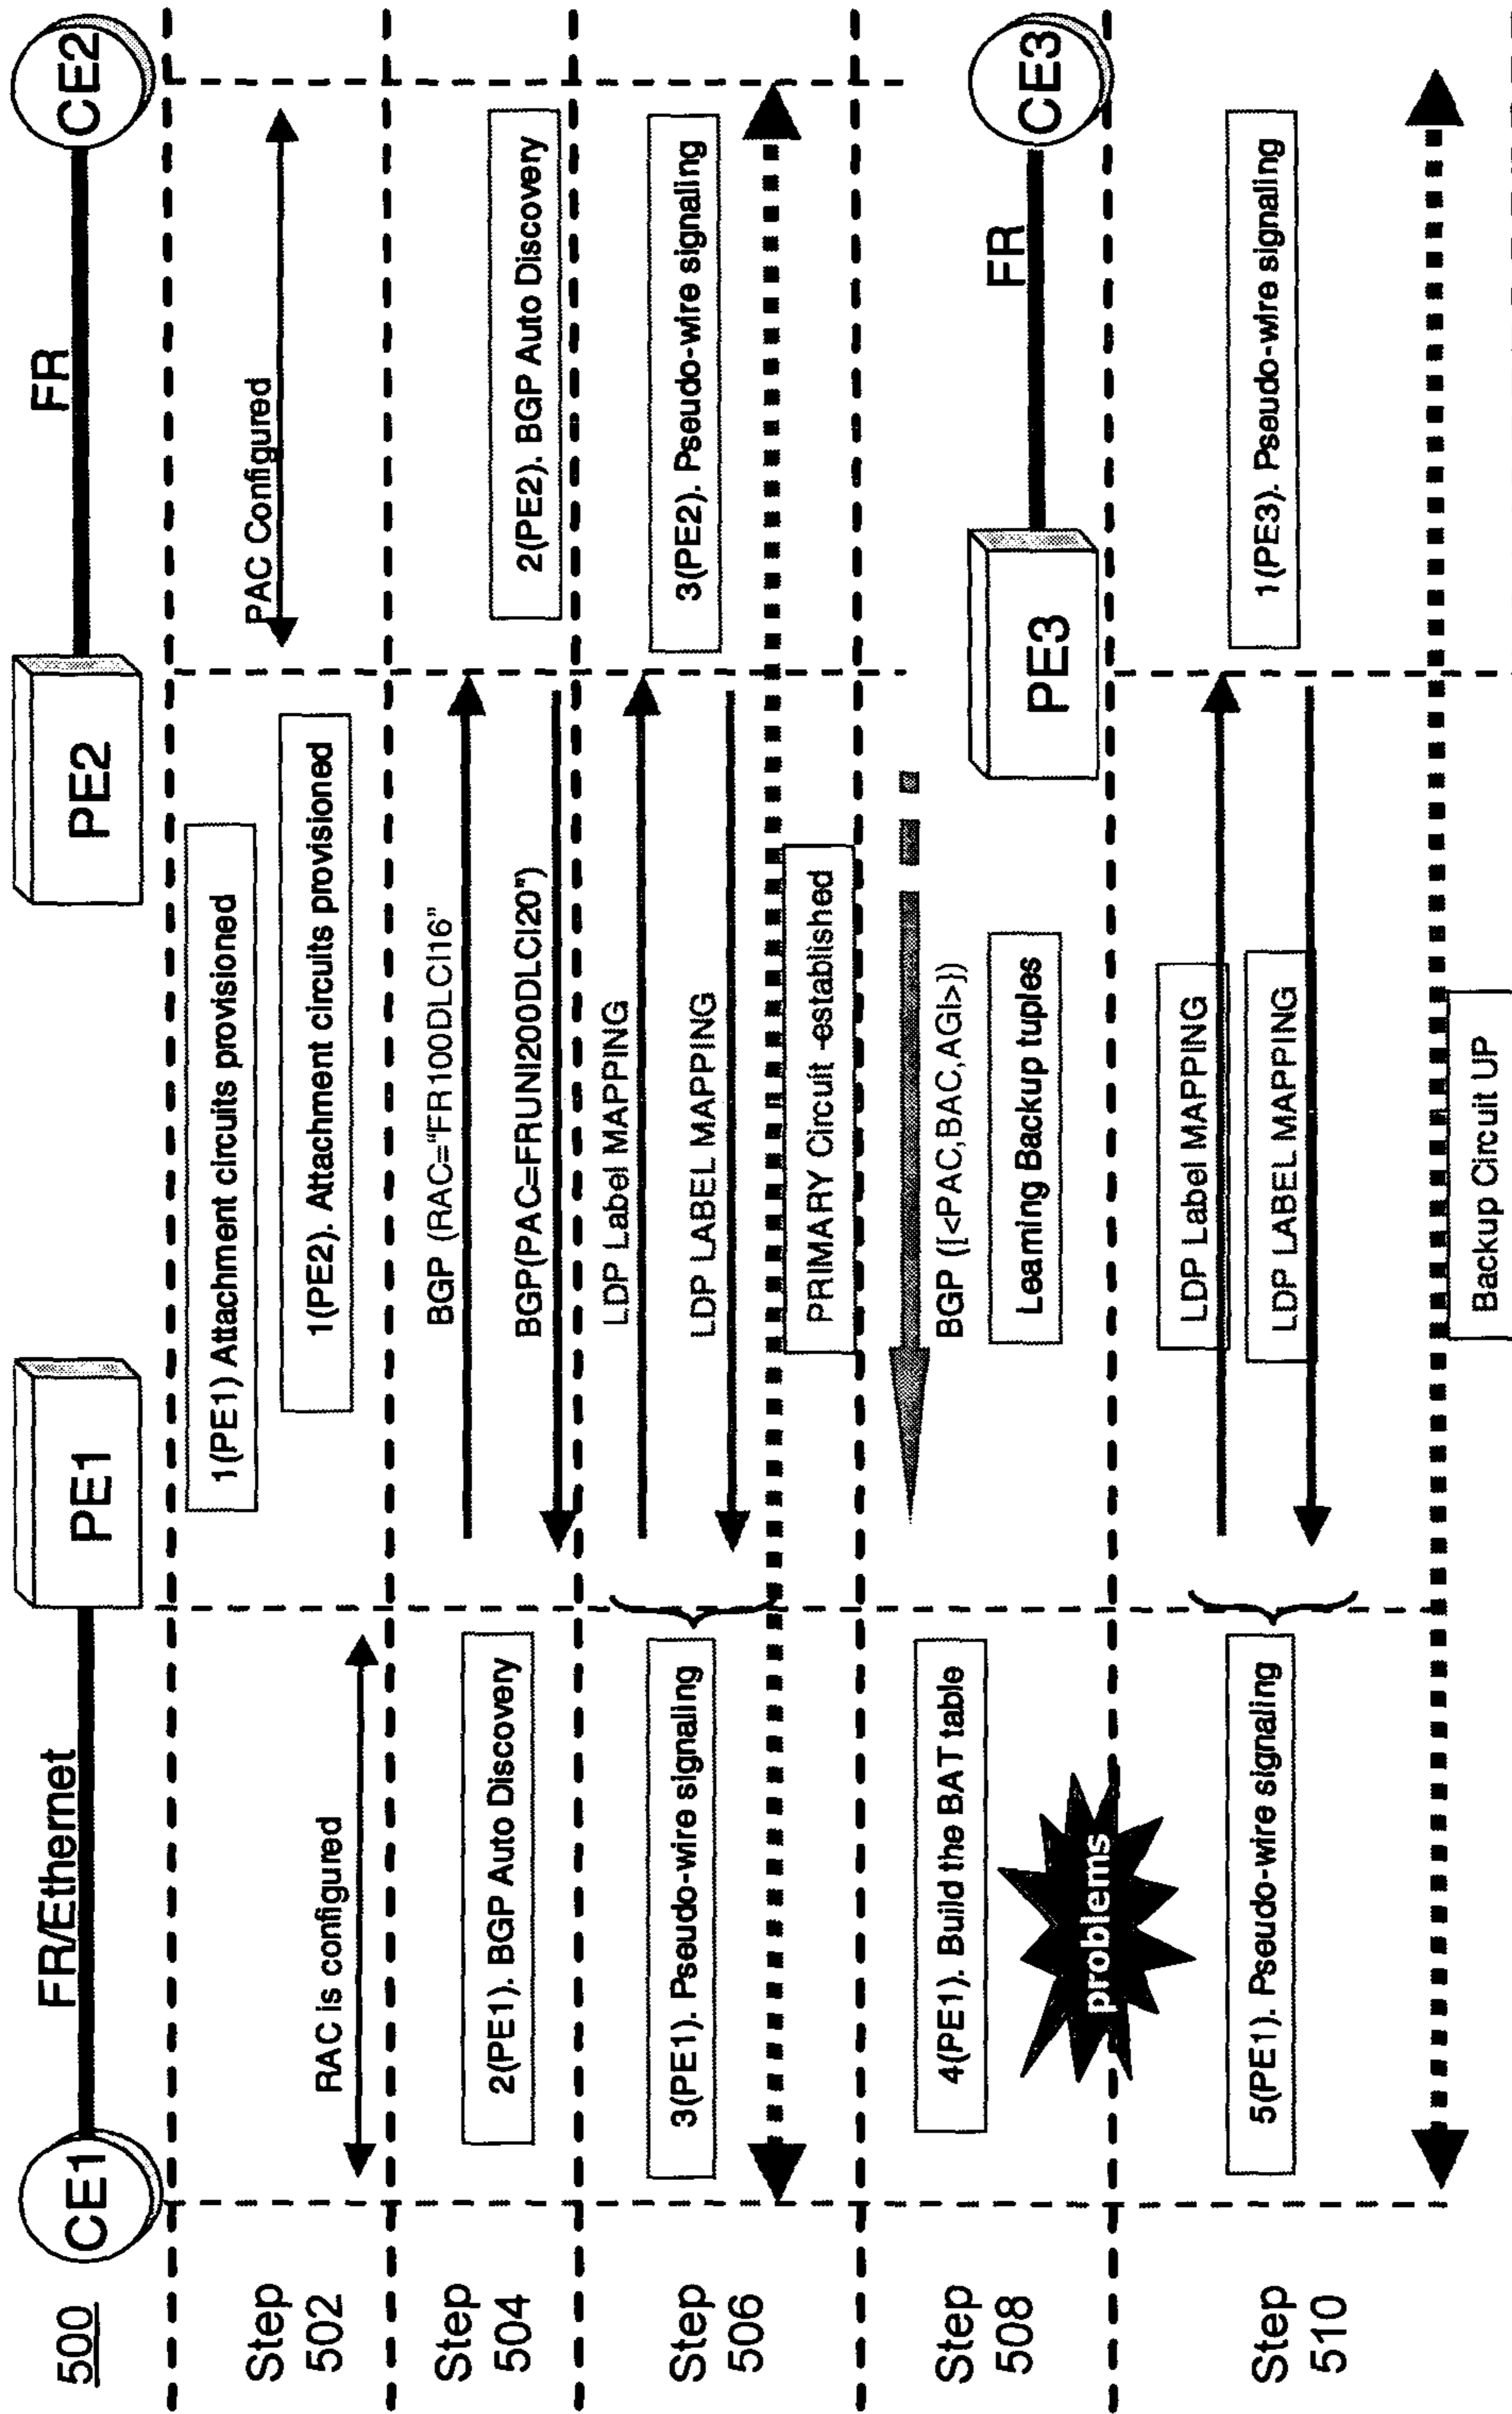 500
CE1
FR/Ethernet
PE1
PE2
FR
CE2
Step
502
RAC is configured
1(PE1) Attachment circuits provisioned
1(PE2). Attachment circuits provisioned
PAC Configured
Step
504
2(PE1). BGP Auto Discovery
BGP (RAC="FR100DLCI16"
BGP(PAC=FRUNI200DLCI20")
2(PE2). BGP Auto Discovery
Step
506
3(PE1). Pseudo-wire signaling
LDP Label MAPPING
LDP LABEL MAPPING
3(PE2). Pseudo-wire signaling
PRIMARY Circuit -established
Step
508
4(PE1). Build the BAT table
problems
BGP ([<PAC,BAC,AGI>})
Learning Backup tuples
PE3
FR
CE3
Step
510
5(PE1). Pseudo-wire signaling
LDP Label MAPPING
LDP LABEL MAPPING
1(PE3). Pseudo-wire signaling
Backup Circuit UP